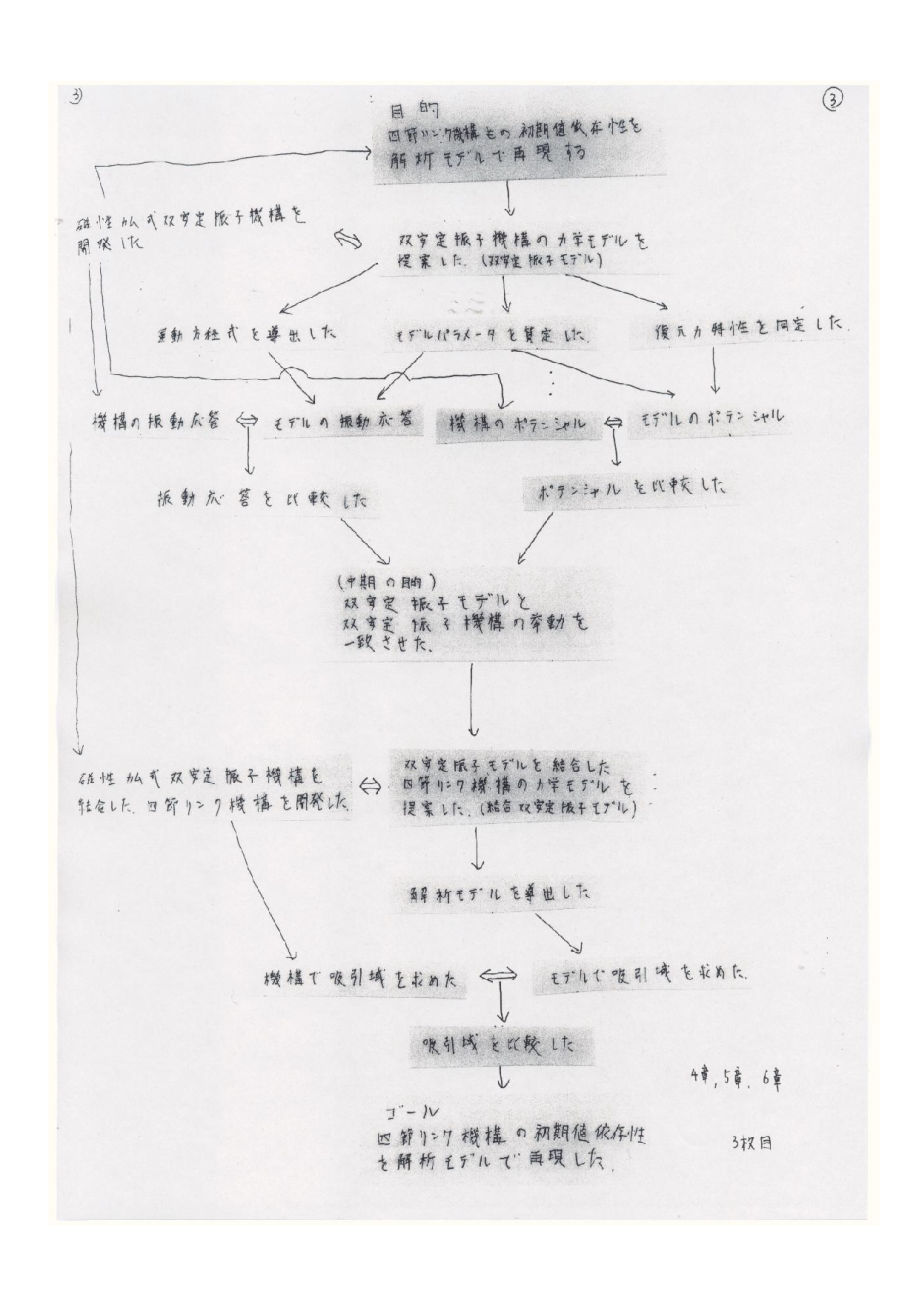 3)
③
目的
四節リンク機構もの初期値依存性を
解析モデルで再現する
磁性カム式双安定振子機構を
開発した
双安定振子機構の力学モデルを
提案した.(双安定振子モデル)
運動方程式を導出した
モデルパラメータを算定した.
復元力特性を同定した.
機構の振動応答 ⇔ モデルの振動応答
機構のポテンシャル ⇔ モデルのポテンシャル
振動応答を比較した
ポテンシャルを比較した
(中期の目的)
双安定振子モデルと
双安定振子機構の挙動を
一致させた.
磁性カム式双安定振子機構を
結合した.四節リンク機構を開発した
双安定振子モデルを結合した
四節リンク機構の力学モデルを
提案した.(結合双安定振子モデル)
解析モデルを導出した
機構で吸引域を求めた ⇔ モデルで吸引域を求めた.
吸引域を比較した
4章,5章.6章
ゴール
四節リンク機構の初期値依存性
を解析モデルで再現した.
3枚目